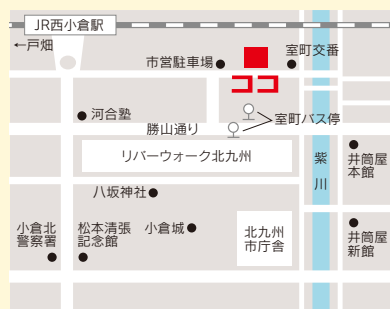 JR西小倉駅
←戸畑
市営駐車場
室町交番
ココ
河合塾
室町バス停
勝山通り
リバーウォーク北九州
紫川
井筒屋
本館
八坂神社
小倉北
警察署
松本清張
記念館
小倉城
北九州
市庁舎
井筒屋
新館